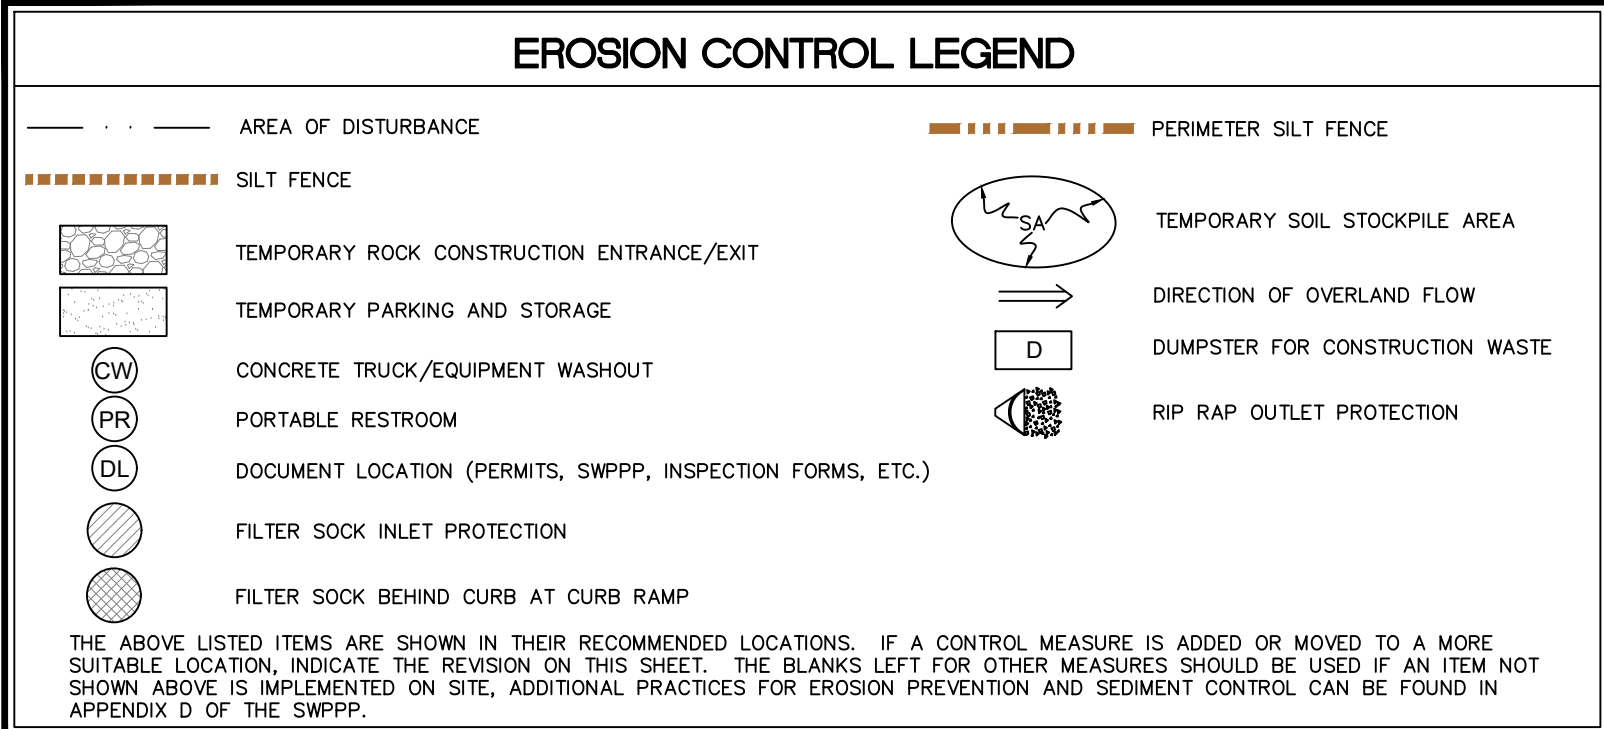 EROSION CONTROL LEGEND
AREA OF DISTURBANCE
SILT FENCE
TEMPORARY ROCK CONSTRUCTION ENTRANCE/EXIT
TEMPORARY PARKING AND STORAGE
CW CONCRETE TRUCK/EQUIPMENT WASHOUT
PR PORTABLE RESTROOM
DL DOCUMENT LOCATION (PERMITS, SWPPP, INSPECTION FORMS, ETC.)
FILTER SOCK INLET PROTECTION
FILTER SOCK BEHIND CURB AT CURB RAMP
PERIMETER SILT FENCE
SA TEMPORARY SOIL STOCKPILE AREA
DIRECTION OF OVERLAND FLOW
D DUMPSTER FOR CONSTRUCTION WASTE
RIP RAP OUTLET PROTECTION
THE ABOVE LISTED ITEMS ARE SHOWN IN THEIR RECOMMENDED LOCATIONS. IF A CONTROL MEASURE IS ADDED OR MOVED TO A MORE
SUITABLE LOCATION, INDICATE THE REVISION ON THIS SHEET. THE BLANKS LEFT FOR OTHER MEASURES SHOULD BE USED IF AN ITEM NOT
SHOWN ABOVE IS IMPLEMENTED ON SITE, ADDITIONAL PRACTICES FOR EROSION PREVENTION AND SEDIMENT CONTROL CAN BE FOUND IN
APPENDIX D OF THE SWPPP.